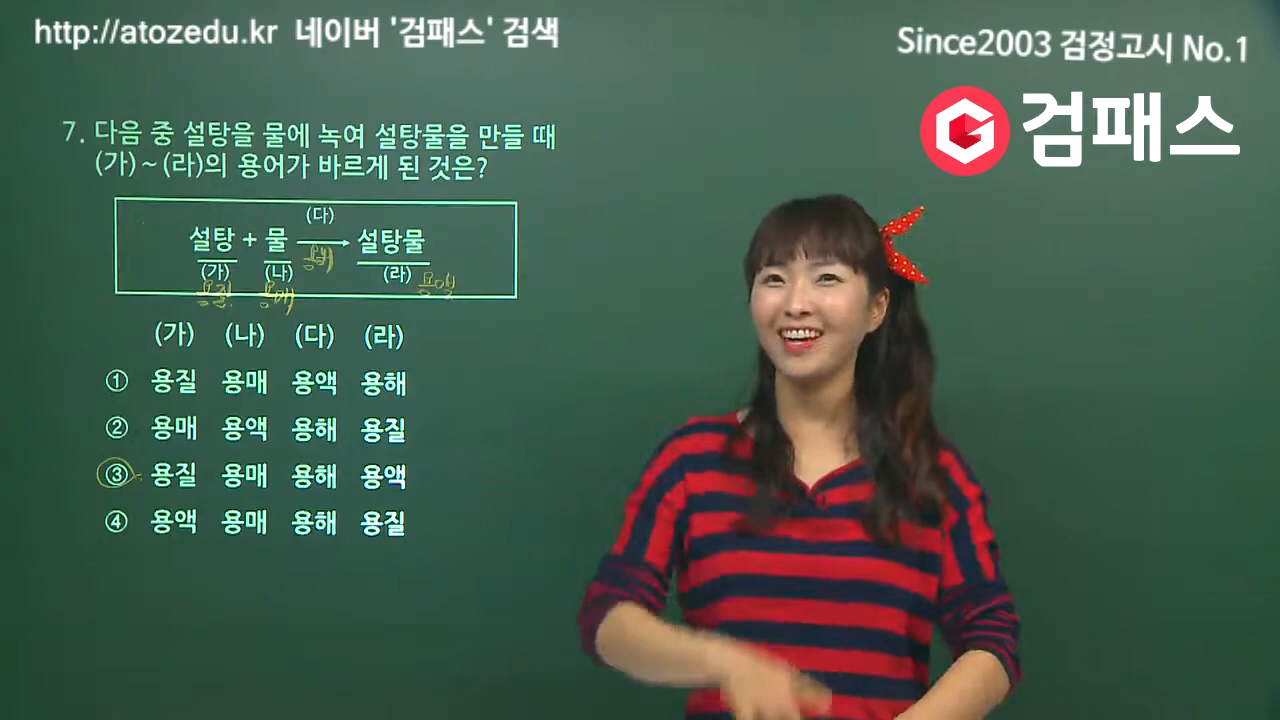 http://atozedu.kr 네이버 '검패스' 검색
Since2003 검정고시 No.1
검패스
7. 다음 중 설탕을 물에 녹여 설탕물을 만들 때
(가)~(라)의 용어가 바르게 된 것은?
(다)
설탕 + 물 → 설탕물
용해
(가) (나) (라) 용액
용질 용매
(가) (나) (다) (라)
① 용질 용매 용액 용해
② 용매 용액 용해 용질
③ 용질 용매 용해 용액
④ 용액 용매 용해 용질